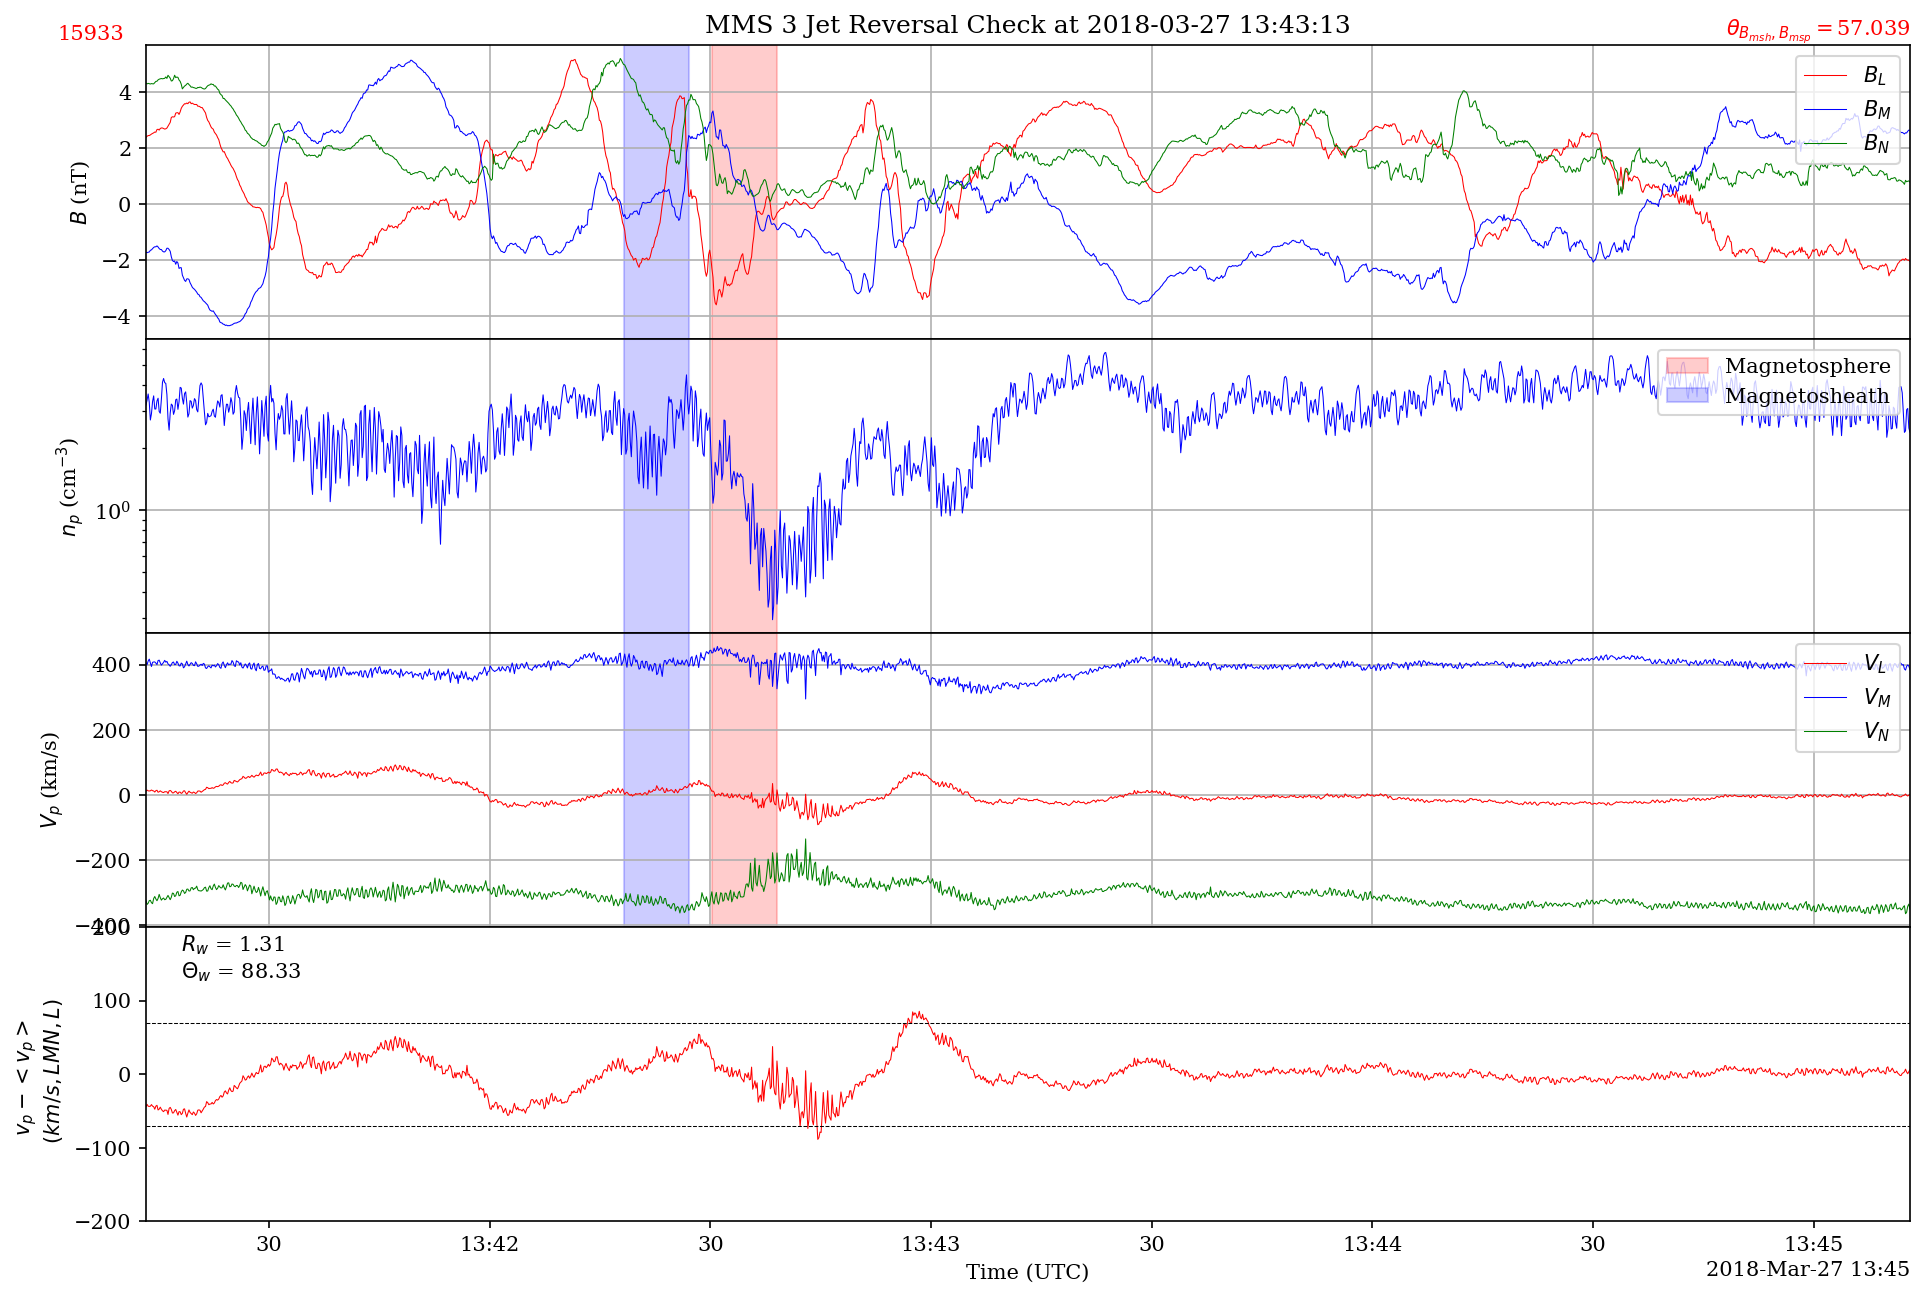 MMS 3 Jet Reversal Check at 2018-03-27 13:43:13
15933
θ_{B_{msh}, B_{msp}} = 57.039
B (nT)
4
2
0
−2
−4
B_L
B_M
B_N
n_p (cm⁻³)
10⁰
Magnetosphere
Magnetosheath
V_p (km/s)
400
200
0
−200
−400
V_L
V_M
V_N
v_p − < v_p >
(km/s, LMN, L)
200
100
0
−100
−200
R_w = 1.31
Θ_w = 88.33
30
13:42
30
13:43
30
13:44
30
13:45
Time (UTC)
2018-Mar-27 13:45